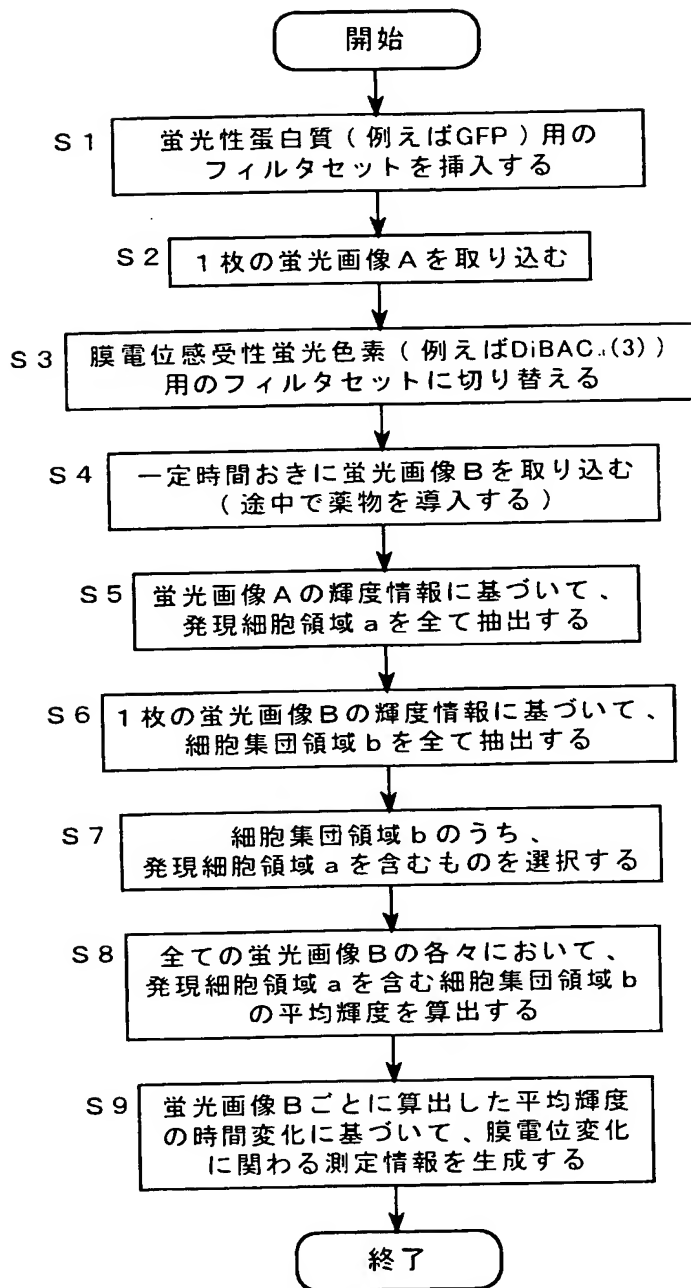 開始
S1
蛍光性蛋白質(例えばGFP)用の
フィルタセットを挿入する
S2
1枚の蛍光画像Aを取り込む
S3
膜電位感受性蛍光色素(例えばDiBAC₄(3))
用のフィルタセットに切り替える
S4
一定時間おきに蛍光画像Bを取り込む
(途中で薬物を導入する)
S5
蛍光画像Aの輝度情報に基づいて、
発現細胞領域aを全て抽出する
S6
1枚の蛍光画像Bの輝度情報に基づいて、
細胞集団領域bを全て抽出する
S7
細胞集団領域bのうち、
発現細胞領域aを含むものを選択する
S8
全ての蛍光画像Bの各々において、
発現細胞領域aを含む細胞集団領域b
の平均輝度を算出する
S9
蛍光画像Bごとに算出した平均輝度
の時間変化に基づいて、膜電位変化
に関わる測定情報を生成する
終了